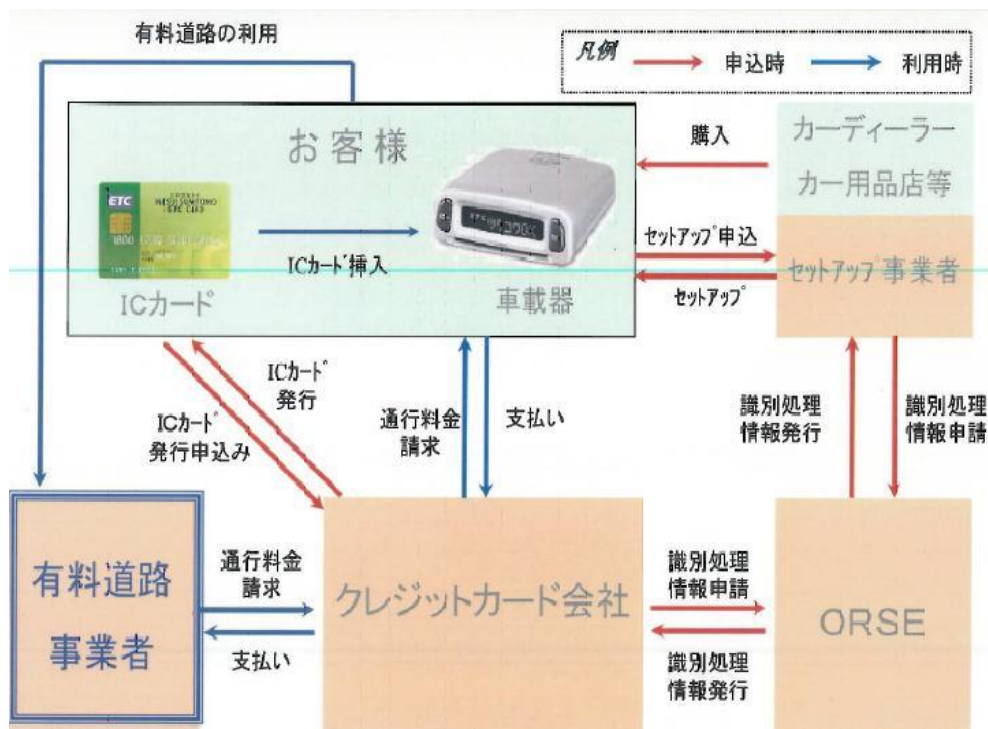 有料道路の利用
凡例
申込時
利用時
お客様
購入
カーディーラー
カー用品店等
ETC
ICカード挿入
ICカード
車載器
セットアップ申込
セットアップ
セットアップ事業者
ICカード
発行
ICカード
発行申込み
通行料金
請求
支払い
識別処理
情報発行
識別処理
情報申請
有料道路
事業者
通行料金
請求
支払い
クレジットカード会社
識別処理
情報申請
識別処理
情報発行
ORSE